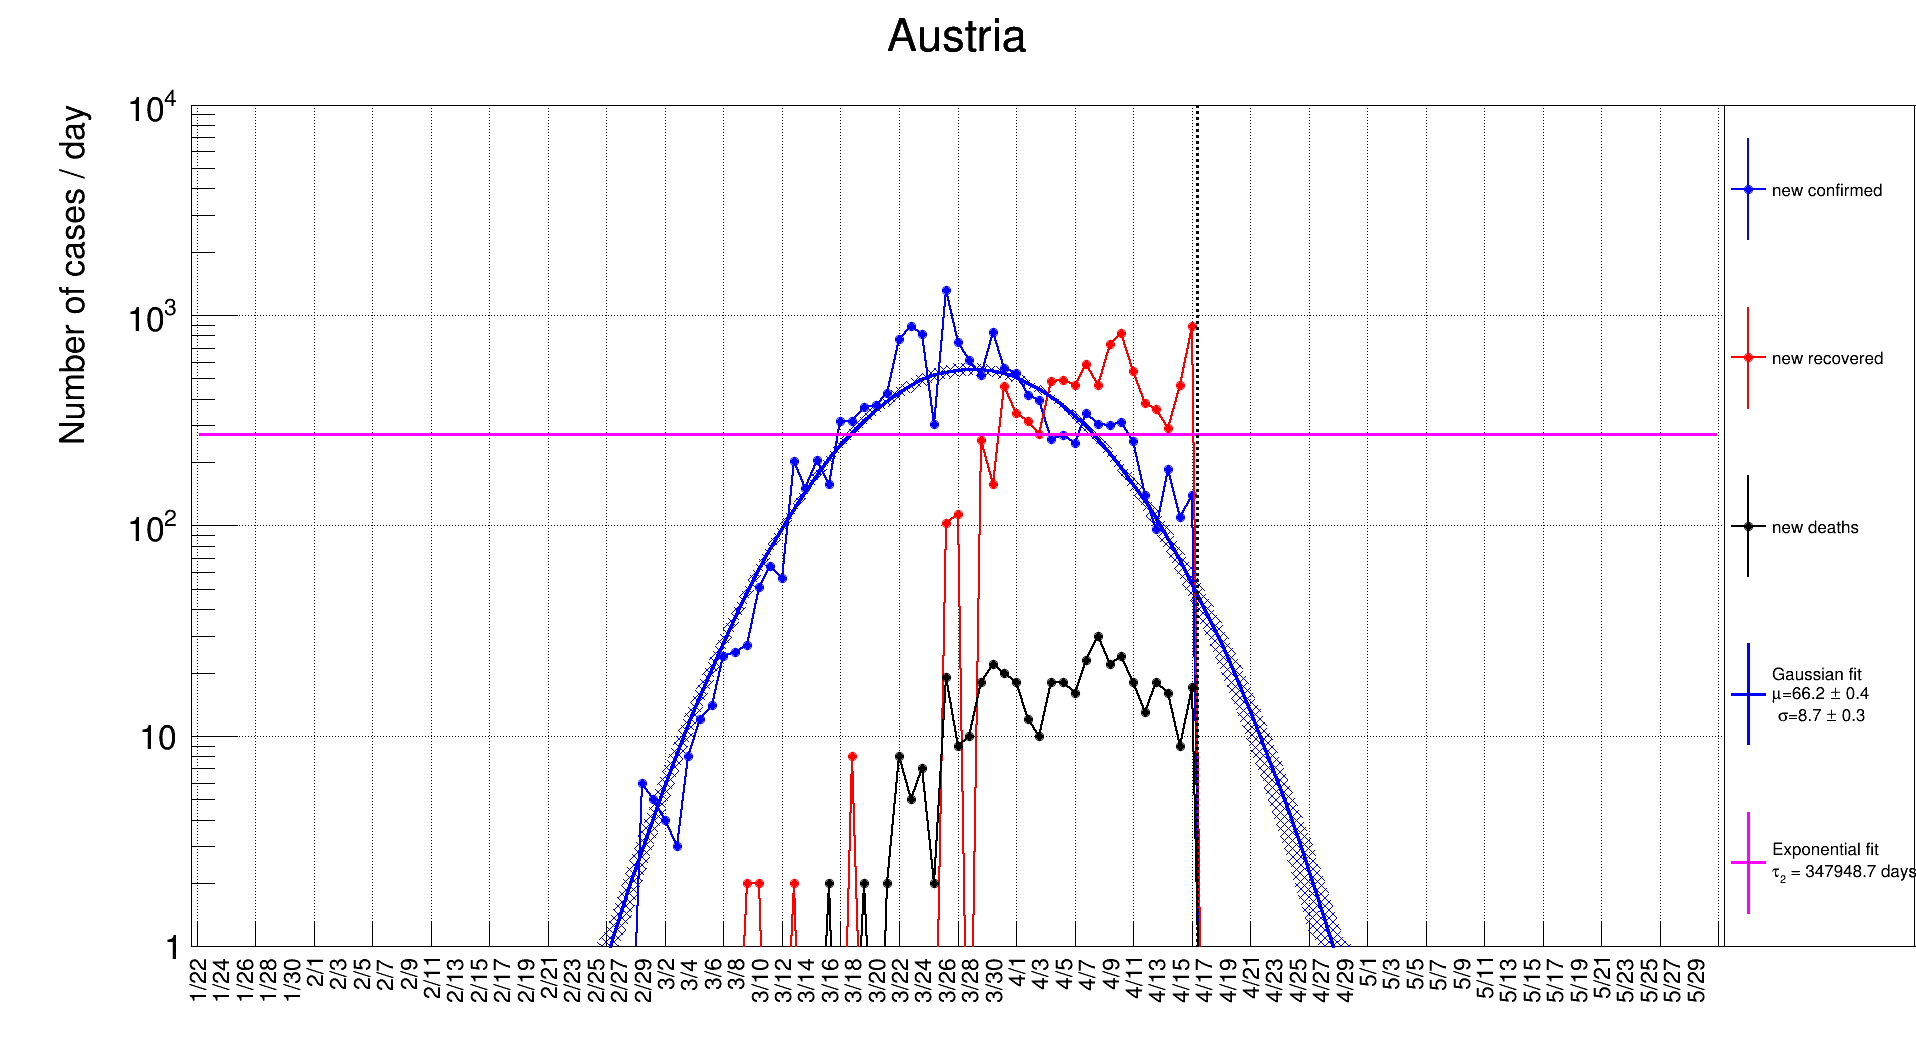 Austria
Number of cases / day
10^4
10^3
10^2
10
1
1/22 1/24 1/26 1/28 1/30 2/1 2/3 2/5 2/7 2/9 2/11 2/13 2/15 2/17 2/19 2/21 2/23 2/25 2/27 2/29 3/2 3/4 3/6 3/8 3/10 3/12 3/14 3/16 3/18 3/20 3/22 3/24 3/26 3/28 3/30 4/1 4/3 4/5 4/7 4/9 4/11 4/13 4/15 4/17 4/19 4/21 4/23 4/25 4/27 4/29 5/1 5/3 5/5 5/7 5/9 5/11 5/13 5/15 5/17 5/19 5/21 5/23 5/25 5/27 5/29
new confirmed
new recovered
new deaths
Gaussian fit
μ=66.2 ± 0.4
σ=8.7 ± 0.3
Exponential fit
τ₂ = 347948.7 days